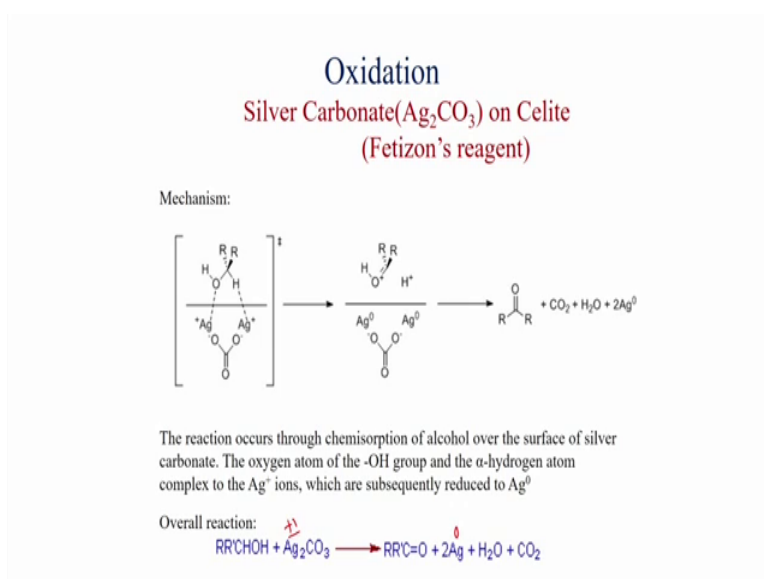 Oxidation
Silver Carbonate(Ag₂CO₃) on Celite
(Fetizon’s reagent)
Mechanism:
R R
H
O H
⁺Ag Ag⁺
⁻O O⁻
O
‡
R R
H
O⁺ H⁺
Ag⁰ Ag⁰
⁻O O⁻
O
O
R R
+ CO₂ + H₂O + 2Ag⁰
The reaction occurs through chemisorption of alcohol over the surface of silver
carbonate. The oxygen atom of the -OH group and the α-hydrogen atom
complex to the Ag⁺ ions, which are subsequently reduced to Ag⁰
Overall reaction:
+1 0
RR'CHOH + Ag₂CO₃ → RR'C=O + 2Ag + H₂O + CO₂